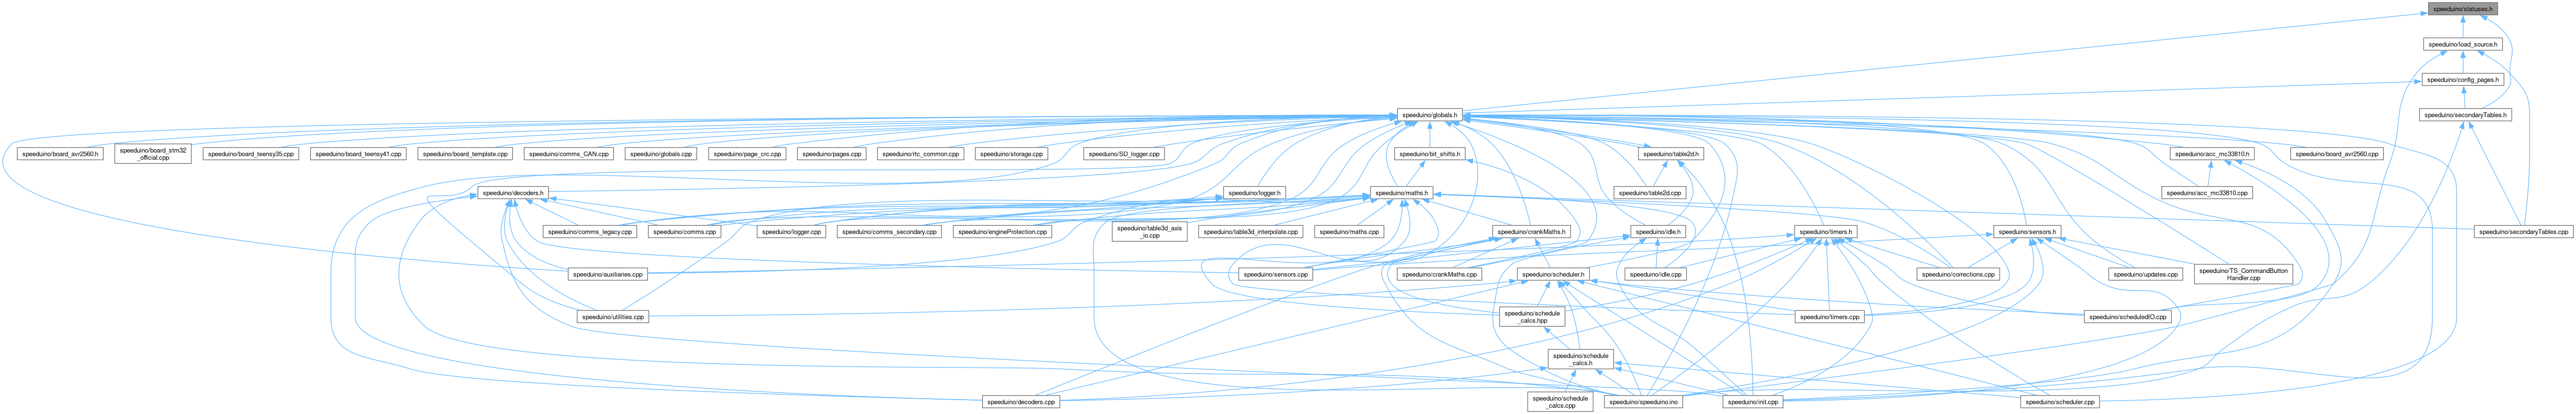 speeduino/statuses.h
speeduino/load_source.h
speeduino/config_pages.h
speeduino/globals.h
speeduino/secondaryTables.h
speeduino/board_avr2560.h
speeduino/board_stm32
_official.cpp
speeduino/board_teensy35.cpp
speeduino/board_teensy41.cpp
speeduino/board_template.cpp
speeduino/comms_CAN.cpp
speeduino/globals.cpp
speeduino/page_crc.cpp
speeduino/pages.cpp
speeduino/rtc_common.cpp
speeduino/storage.cpp
speeduino/SD_logger.cpp
speeduino/bit_shifts.h
speeduino/table2d.h
speeduino/acc_mc33810.h
speeduino/board_avr2560.cpp
speeduino/decoders.h
speeduino/logger.h
speeduino/maths.h
speeduino/table2d.cpp
speeduino/acc_mc33810.cpp
speeduino/comms_legacy.cpp
speeduino/comms.cpp
speeduino/logger.cpp
speeduino/comms_secondary.cpp
speeduino/engineProtection.cpp
speeduino/table3d_axis
_io.cpp
speeduino/table3d_interpolate.cpp
speeduino/maths.cpp
speeduino/crankMaths.h
speeduino/idle.h
speeduino/timers.h
speeduino/sensors.h
speeduino/secondaryTables.cpp
speeduino/auxiliaries.cpp
speeduino/sensors.cpp
speeduino/crankMaths.cpp
speeduino/scheduler.h
speeduino/idle.cpp
speeduino/corrections.cpp
speeduino/updates.cpp
speeduino/TS_CommandButton
Handler.cpp
speeduino/utilities.cpp
speeduino/schedule
_calcs.hpp
speeduino/timers.cpp
speeduino/scheduledIO.cpp
speeduino/schedule
_calcs.h
speeduino/decoders.cpp
speeduino/schedule
_calcs.cpp
speeduino/speeduino.ino
speeduino/init.cpp
speeduino/scheduler.cpp